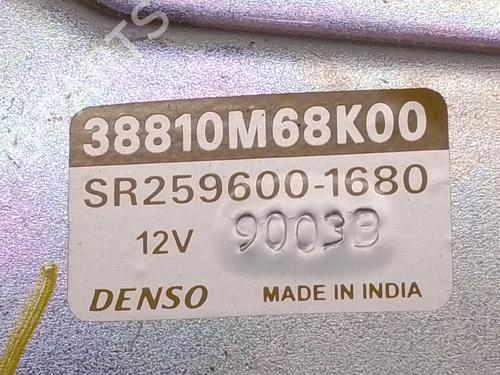 38810M68K00
SR259600-1680
12V 90033
DENSO MADE IN INDIA